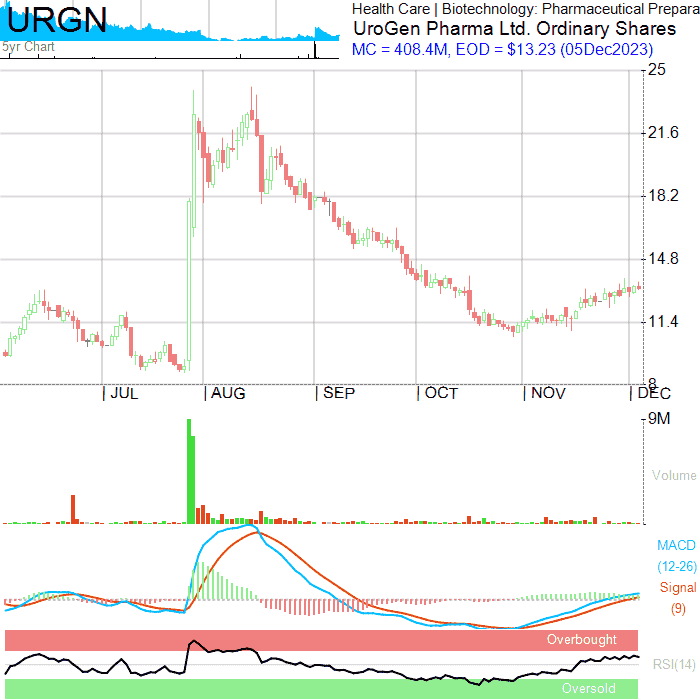 URGN
5yr Chart
Health Care | Biotechnology: Pharmaceutical Prepara
UroGen Pharma Ltd. Ordinary Shares
MC = 408.4M, EOD = $13.23 (05Dec2023)
25
21.6
18.2
14.8
11.4
8
| JUL | AUG | SEP | OCT | NOV | DEC
9M
Volume
MACD
(12-26)
Signal
(9)
Overbought
RSI(14)
Oversold